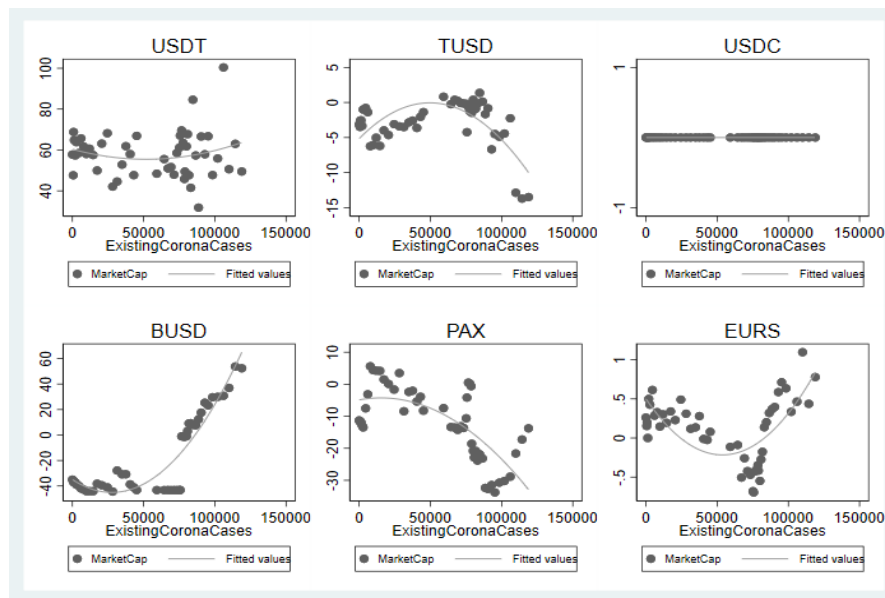 USDT
100
80
60
40
0 50000 100000 150000
ExistingCoronaCases
MarketCap Fitted values
TUSD
5
0
-5
-10
-15
0 50000 100000 150000
ExistingCoronaCases
MarketCap Fitted values
USDC
1
-1
0 50000 100000 150000
ExistingCoronaCases
MarketCap Fitted values
BUSD
60
40
20
0
-20
-40
0 50000 100000 150000
ExistingCoronaCases
MarketCap Fitted values
PAX
10
0
-10
-20
-30
0 50000 100000 150000
ExistingCoronaCases
MarketCap Fitted values
EURS
1
.5
0
-.5
0 50000 100000 150000
ExistingCoronaCases
MarketCap Fitted values